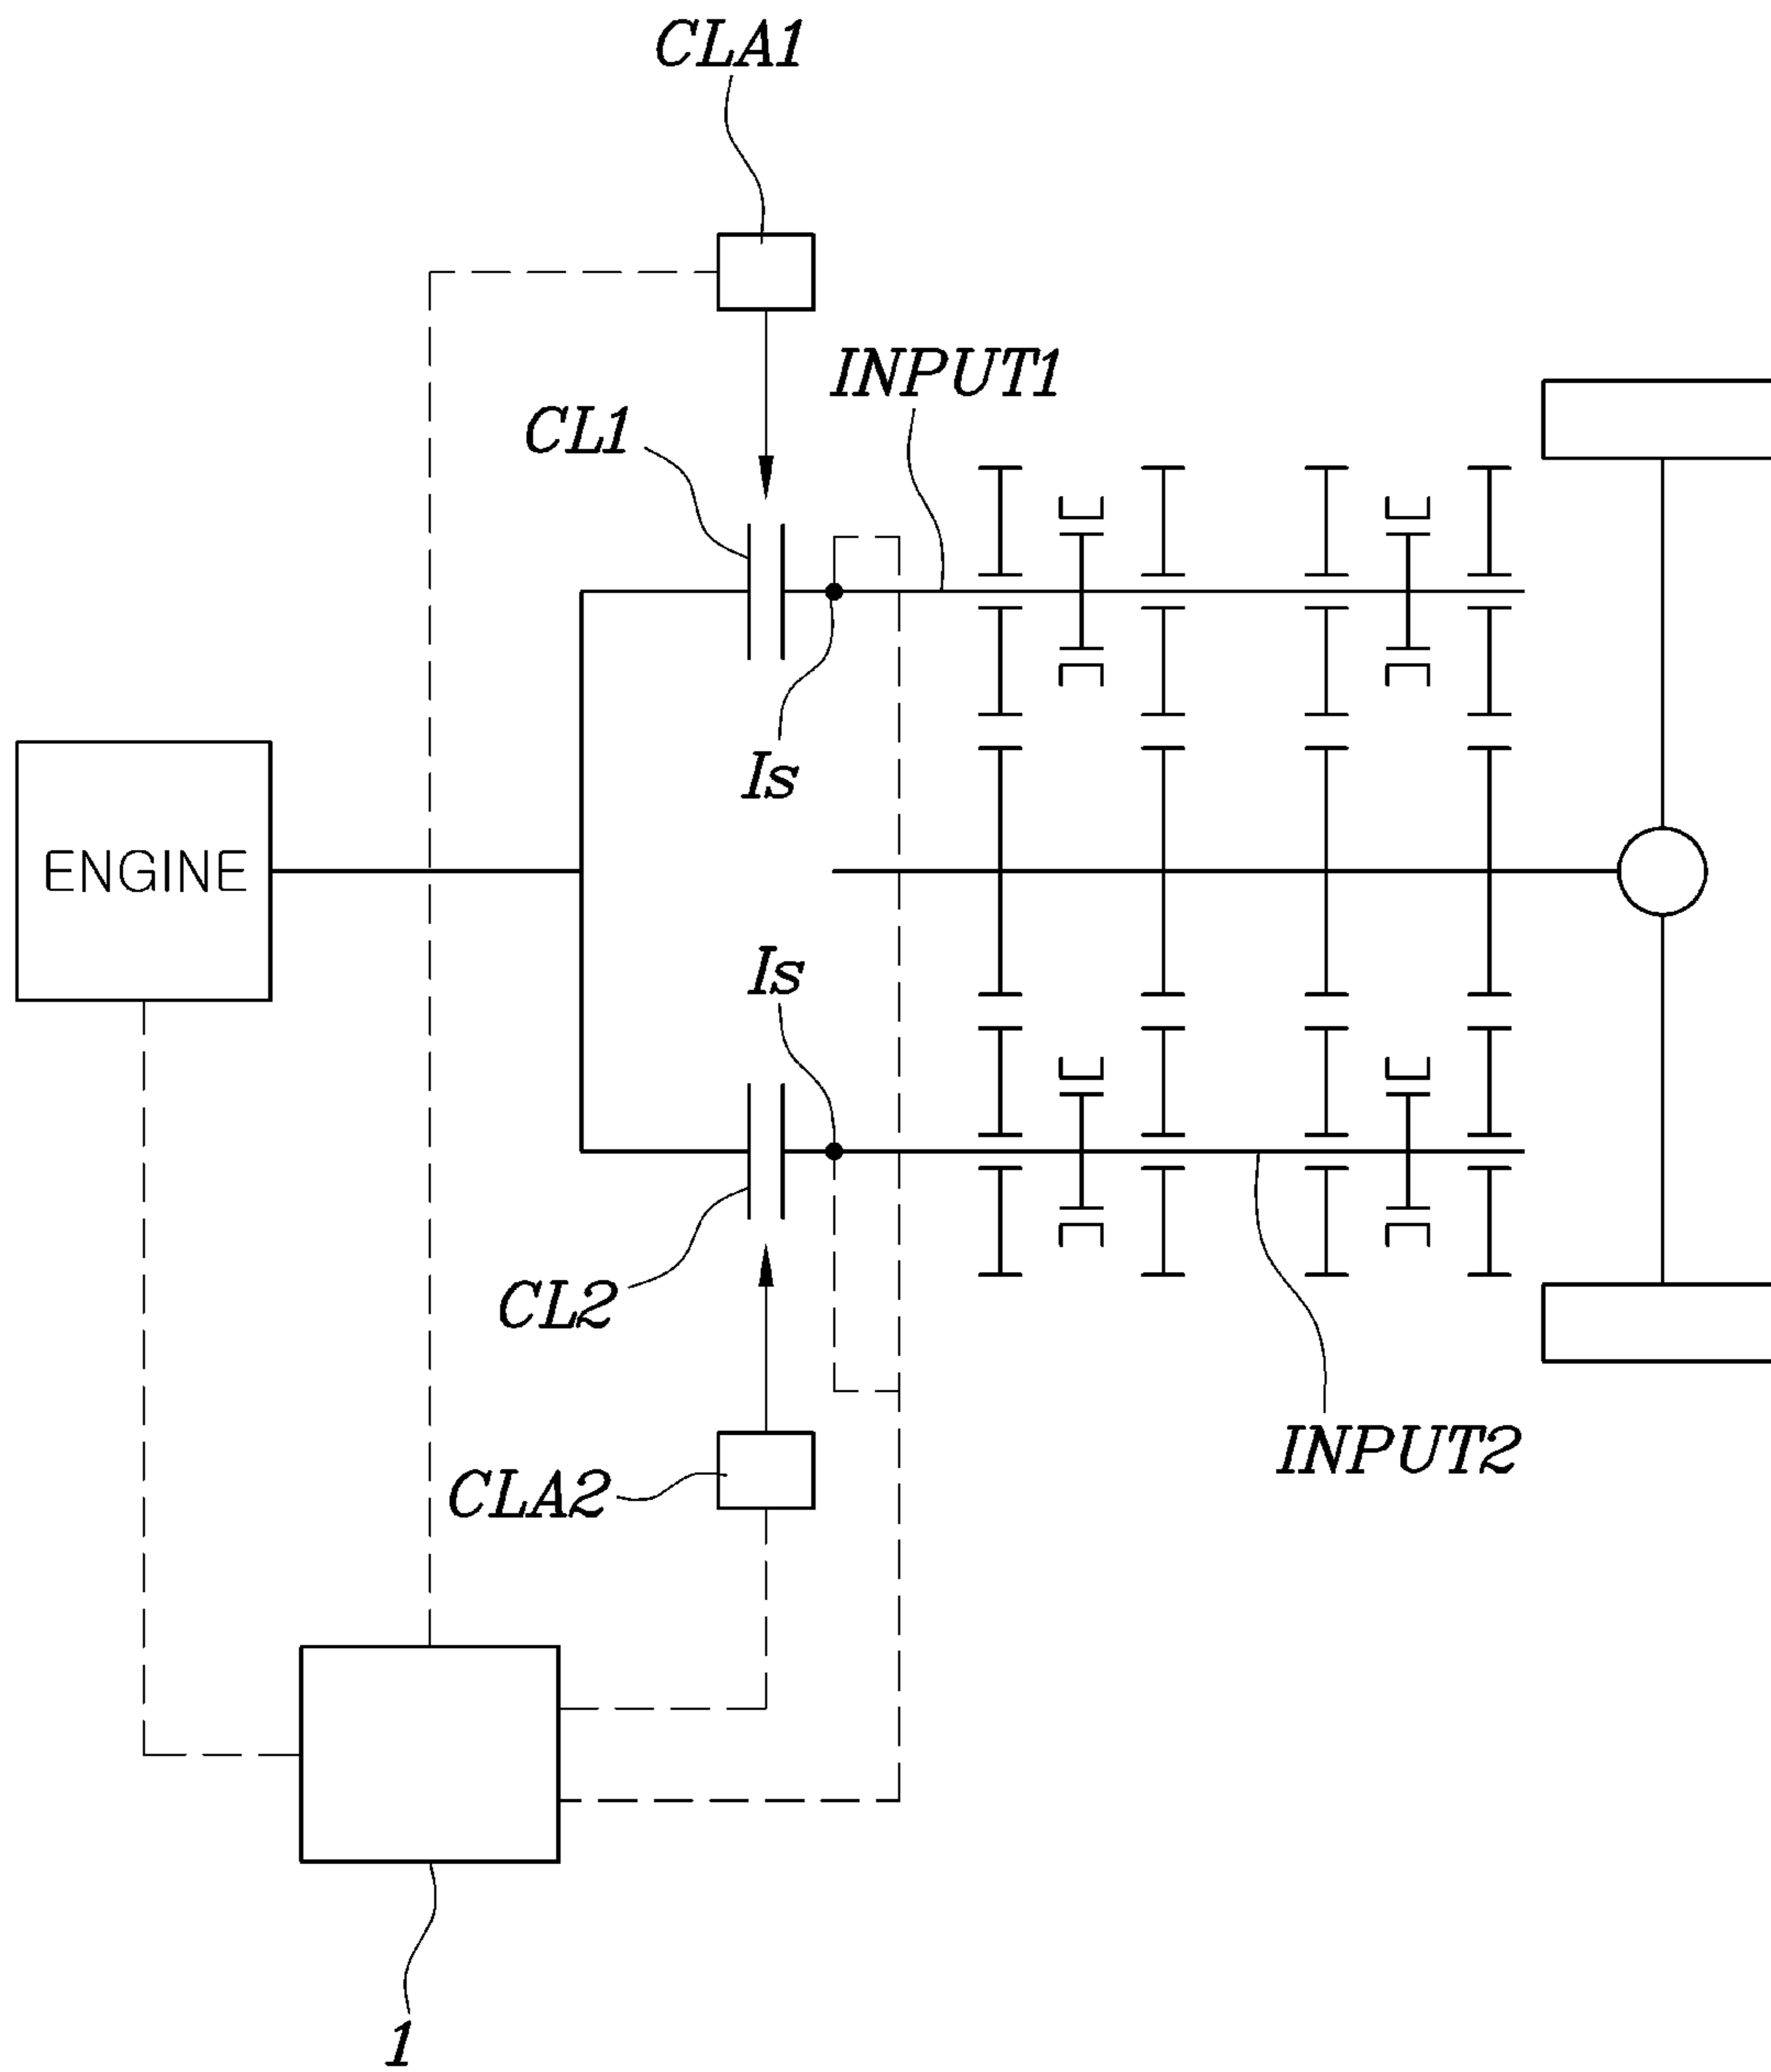 CLA1
INPUT1
CL1
Is
ENGINE
Is
CL2
INPUT2
CLA2
1